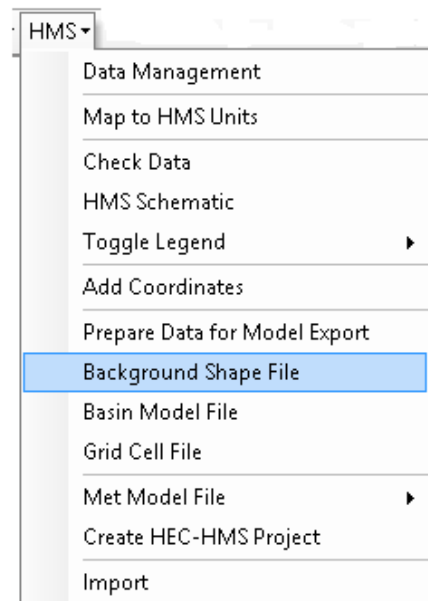 HMS
Data Management
Map to HMS Units
Check Data
HMS Schematic
Toggle Legend
Add Coordinates
Prepare Data for Model Export
Background Shape File
Basin Model File
Grid Cell File
Met Model File
Create HEC-HMS Project
Import